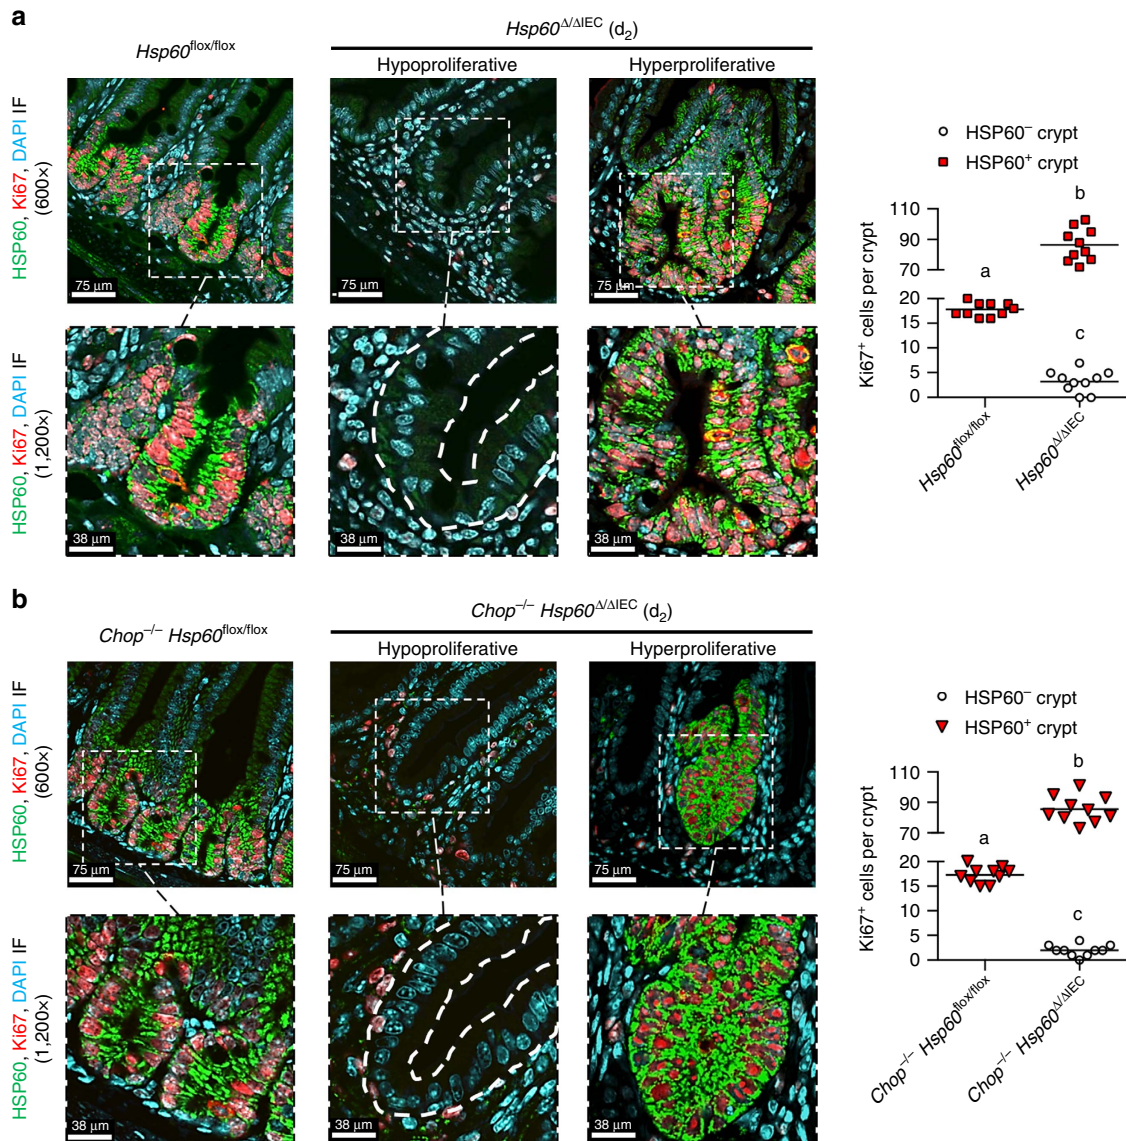 a
Hsp60flox/flox
Hsp60Δ/ΔIEC (d2)
Hypoproliferative
Hyperproliferative
HSP60, Ki67, DAPI IF
(600×)
75 μm
75 μm
75 μm
HSP60, Ki67, DAPI IF
(1,200×)
38 μm
38 μm
38 μm
HSP60− crypt
HSP60+ crypt
Ki67+ cells per crypt
110
90
70
20
15
10
5
0
a
b
c
Hsp60flox/flox
Hsp60Δ/ΔIEC
b
Chop−/− Hsp60flox/flox
Chop−/− Hsp60Δ/ΔIEC (d2)
Hypoproliferative
Hyperproliferative
HSP60, Ki67, DAPI IF
(600×)
75 μm
75 μm
75 μm
HSP60, Ki67, DAPI IF
(1,200×)
38 μm
38 μm
38 μm
HSP60− crypt
HSP60+ crypt
Ki67+ cells per crypt
110
90
70
20
15
10
5
0
a
b
c
Chop−/− Hsp60flox/flox
Chop−/− Hsp60Δ/ΔIEC